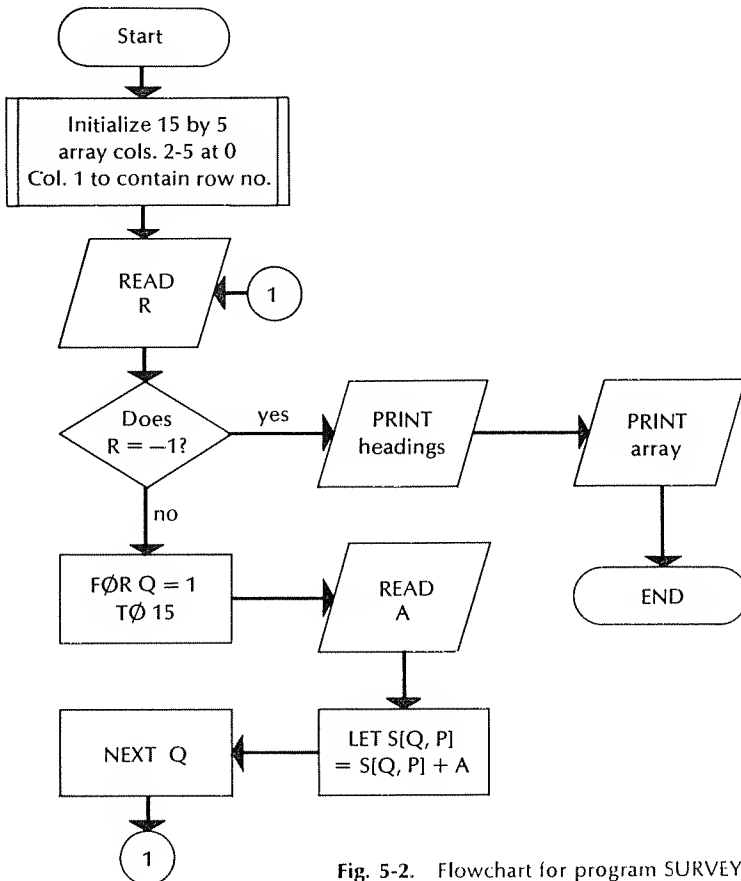 Start
Initialize 15 by 5
array cols. 2-5 at 0
Col. 1 to contain row no.
READ
R
1
Does
R = −1?
yes
PRINT
headings
PRINT
array
no
FØR Q = 1
TØ 15
READ
A
END
NEXT Q
LET S[Q, P]
= S[Q, P] + A
1
Fig. 5-2. Flowchart for program SURVEY